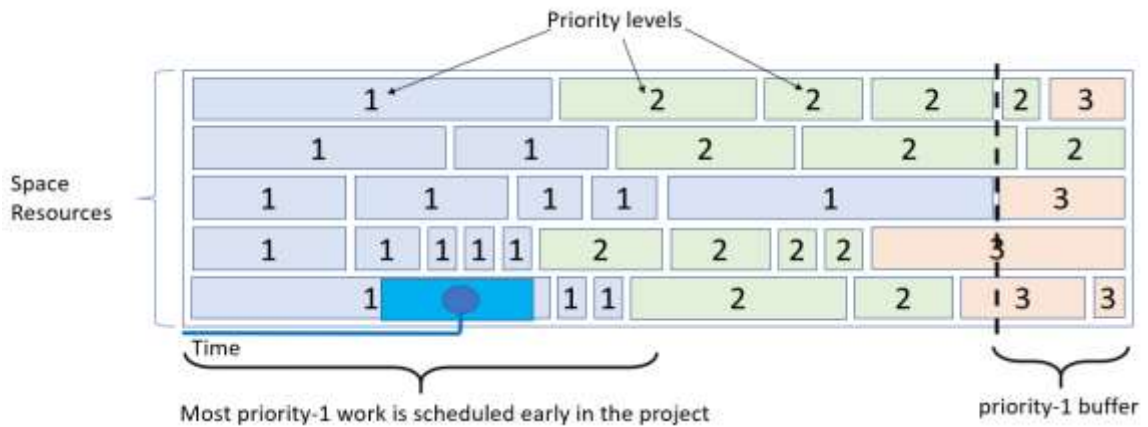 Priority levels
1 2 2 2 2 3
1 1 2 2 2
Space
Resources
1 1 1 1 1 3
1 1 1 1 1 2 2 2 2 3
1 1 1 2 2 3 3
Time
Most priority-1 work is scheduled early in the project
priority-1 buffer